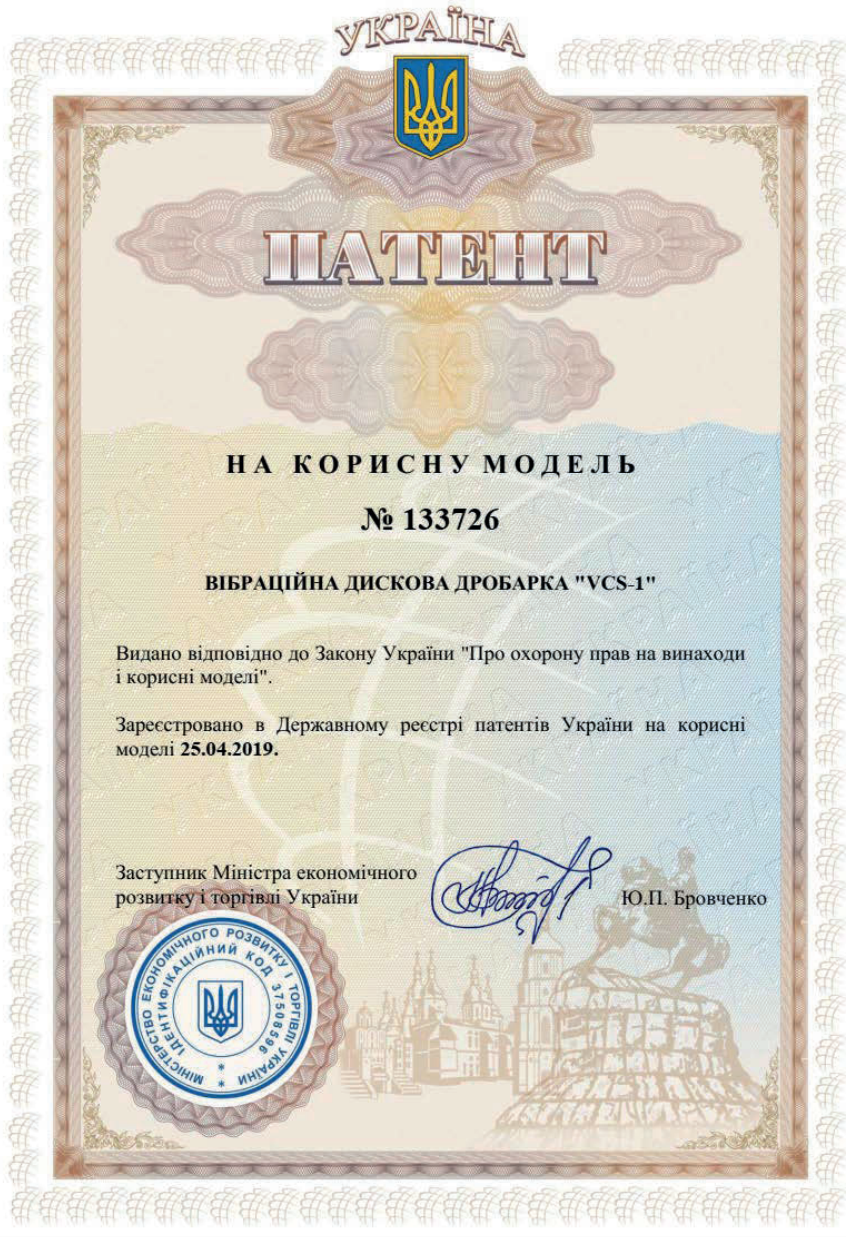 УКРАЇНА
ПАТЕНТ
НА КОРИСНУ МОДЕЛЬ
№ 133726
ВІБРАЦІЙНА ДИСКОВА ДРОБАРКА "VCS-1"
Видано відповідно до Закону України "Про охорону прав на винаходи
і корисні моделі".
Зареєстровано в Державному реєстрі патентів України на корисні
моделі 25.04.2019.
Заступник Міністра економічного
розвитку і торгівлі України
Ю.П. Бровченко
МІНІСТЕРСТВО ЕКОНОМІЧНОГО РОЗВИТКУ І ТОРГІВЛІ УКРАЇНИ *
ІДЕНТИФІКАЦІЙНИЙ КОД 37508596 *